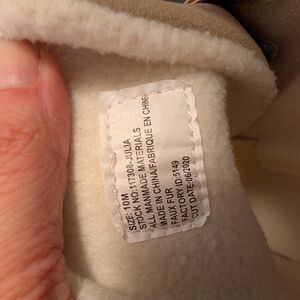 SIZE: 10M
STOCK NO:117308-JULIA
ALL MANMADE MATERIALS
MADE IN CHINA/FABRIQUE EN CHINE
FAUX FUR
FACTORY ID:5149
CUT DATE:06/2020